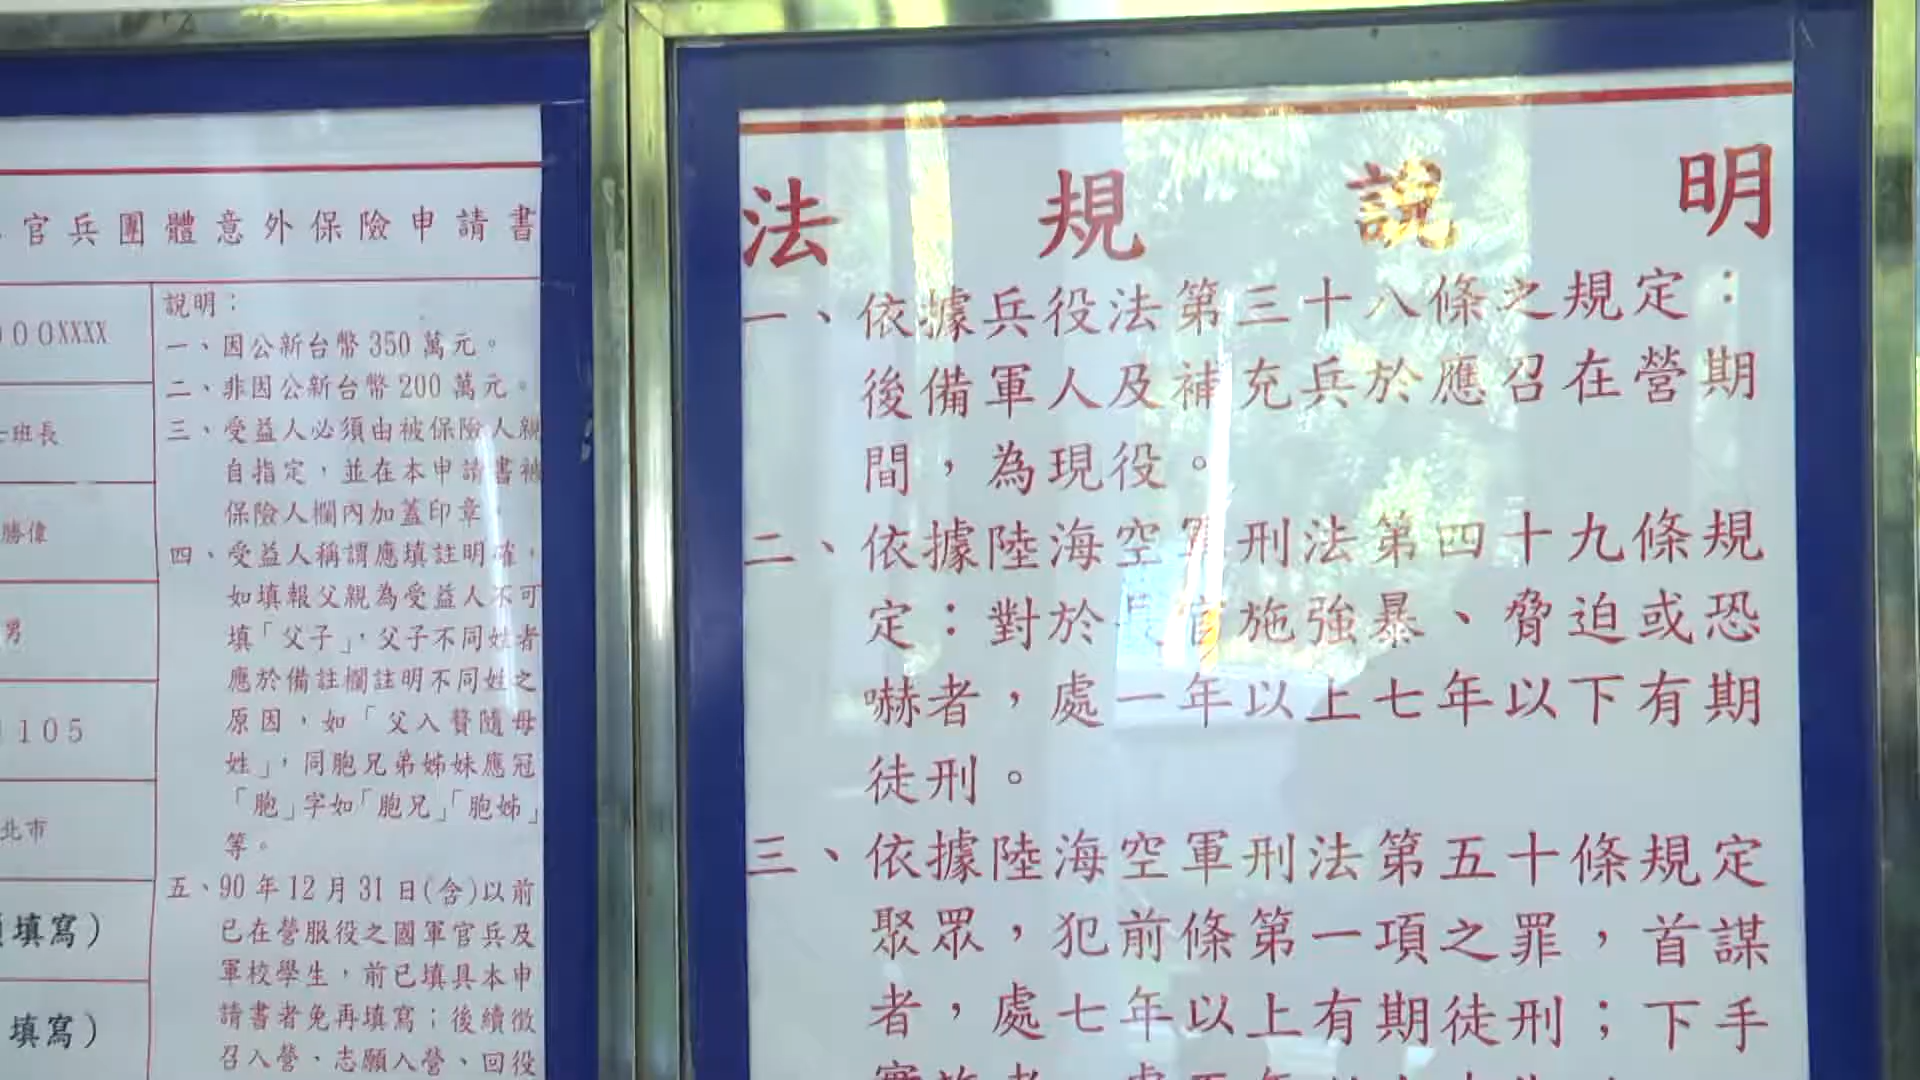 官兵團體意外保險申請書
OOOXXXX
班長
勝偉
男
105
北市
填寫）
填寫）
說明：
一、因公新台幣 350 萬元。
二、非因公新台幣 200 萬元。
三、受益人必須由被保險人親
自指定，並在本申請書被
保險人欄內加蓋印章。
四、受益人稱謂應填註明確，
如填報父親為受益人不可
填「父子」，父子不同姓者
應於備註欄註明不同姓之
原因，如「父入贅隨母
姓」，同胞兄弟姊妹應冠
「胞」字如「胞兄」「胞姊」
等。
五、90 年 12 月 31 日(含)以前
已在營服役之國軍官兵及
軍校學生，前已填具本申
請書者免再填寫；後續徵
召入營、志願入營、回役
法規說明
一、依據兵役法第三十八條之規定：
後備軍人及補充兵於應召在營期
間，為現役。
二、依據陸海空軍刑法第四十九條規
定：對於長官施強暴、脅迫或恐
嚇者，處一年以上七年以下有期
徒刑。
三、依據陸海空軍刑法第五十條規定
聚眾，犯前條第一項之罪，首謀
者，處七年以上有期徒刑；下手